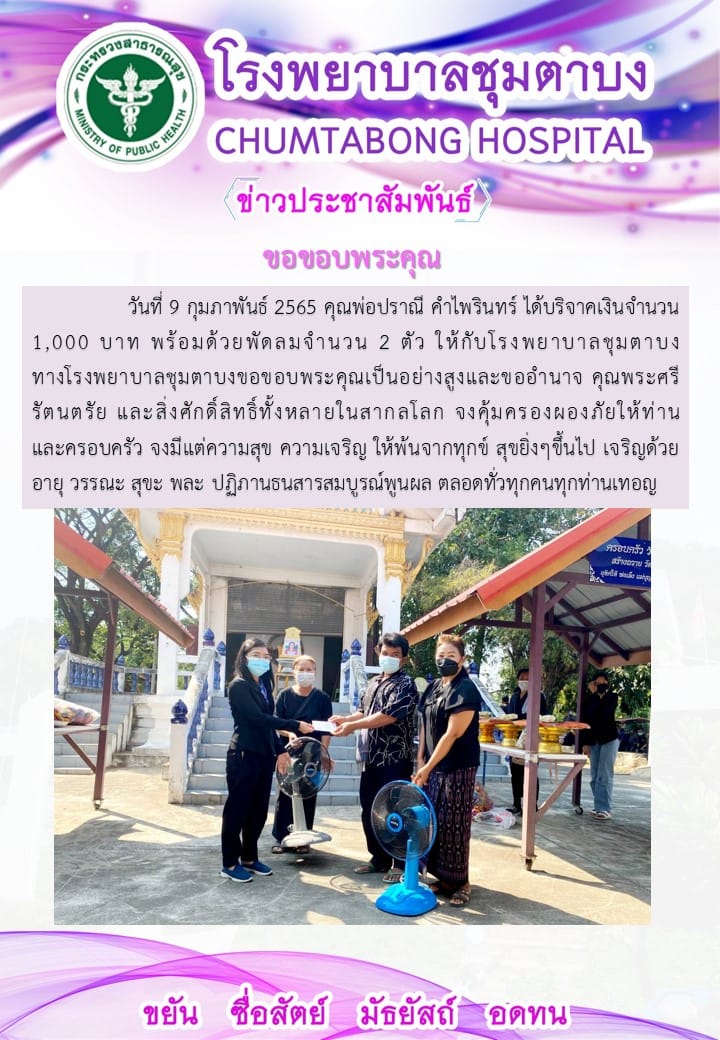 กระทรวงสาธารณสุข
MINISTRY OF PUBLIC HEALTH
โรงพยาบาลชุมตาบง
CHUMTABONG HOSPITAL
ข่าวประชาสัมพันธ์
ขอขอบพระคุณ
วันที่ 9 กุมภาพันธ์ 2565 คุณพ่อปราณี คำไพรินทร์ ได้บริจาคเงินจำนวน
1,000 บาท พร้อมด้วยพัดลมจำนวน 2 ตัว ให้กับโรงพยาบาลชุมตาบง
ทางโรงพยาบาลชุมตาบงขอขอบพระคุณเป็นอย่างสูงและขออำนาจ คุณพระศรี
รัตนตรัย และสิ่งศักดิ์สิทธิ์ทั้งหลายในสากลโลก จงคุ้มครองผองภัยให้ท่าน
และครอบครัว จงมีแต่ความสุข ความเจริญ ให้พ้นจากทุกข์ สุขยิ่งๆขึ้นไป เจริญด้วย
อายุ วรรณะ สุขะ พละ ปฏิภานธนสารสมบูรณ์พูนผล ตลอดทั่วทุกคนทุกท่านเทอญ
ครอบครัว
สร้างถวาย
ขยัน ซื่อสัตย์ มัธยัสถ์ อดทน